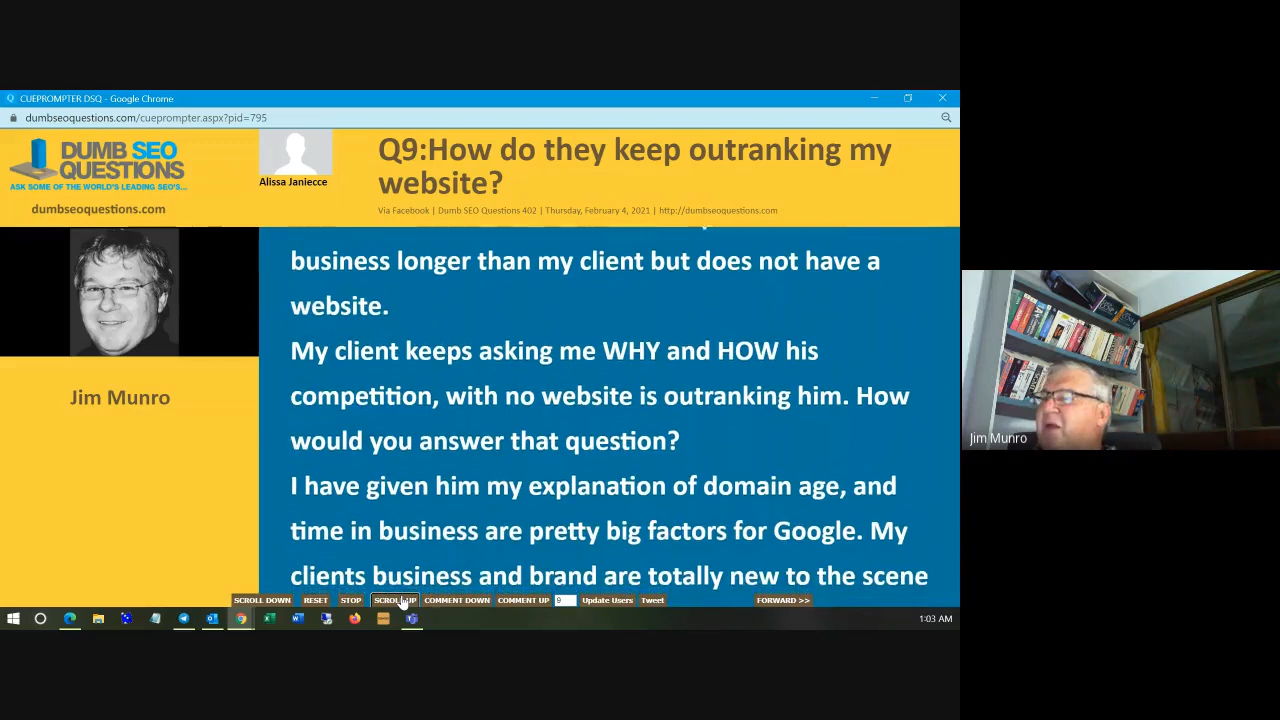 CUEPROMPTER DSQ - Google Chrome
dumbseoquestions.com/cueprompter.aspx?pid=795
DUMB SEO
QUESTIONS
ASK SOME OF THE WORLD'S LEADING SEO'S...
dumbseoquestions.com
Alissa Janiecce
Q9:How do they keep outranking my
website?
Via Facebook | Dumb SEO Questions 402 | Thursday, February 4, 2021 | http://dumbseoquestions.com
Jim Munro
business longer than my client but does not have a
website.
My client keeps asking me WHY and HOW his
competition, with no website is outranking him. How
would you answer that question?
I have given him my explanation of domain age, and
time in business are pretty big factors for Google. My
clients business and brand are totally new to the scene
SCROLL DOWN RESET STOP SCROLL UP COMMENT DOWN COMMENT UP 9 Update Users Tweet FORWARD >>
1:03 AM
Jim Munro